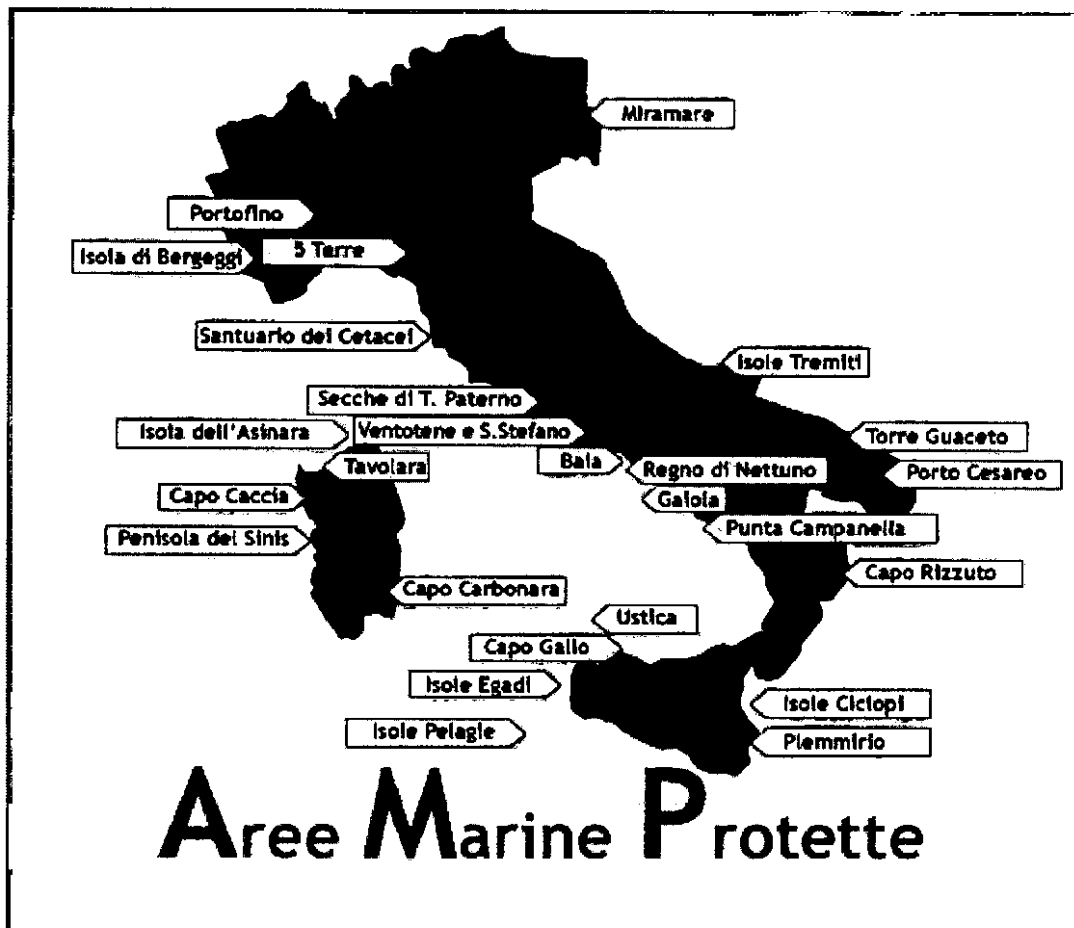 Miramare
Portofino
5 Terre
Isola di Bergeggi
Santuario dei Cetacei
Isole Tremiti
Secche di T. Paterno
Isola dell'Asinara
Ventotene e S.Stefano
Torre Guaceto
Baia
Tavolara
Regno di Nettuno
Porto Cesareo
Capo Caccia
Gaiola
Punta Campanella
Penisola del Sinis
Capo Rizzuto
Capo Carbonara
Ustica
Capo Gallo
Isole Egadi
Isole Ciclopi
Isole Pelagie
Plemmirio
Aree Marine Protette